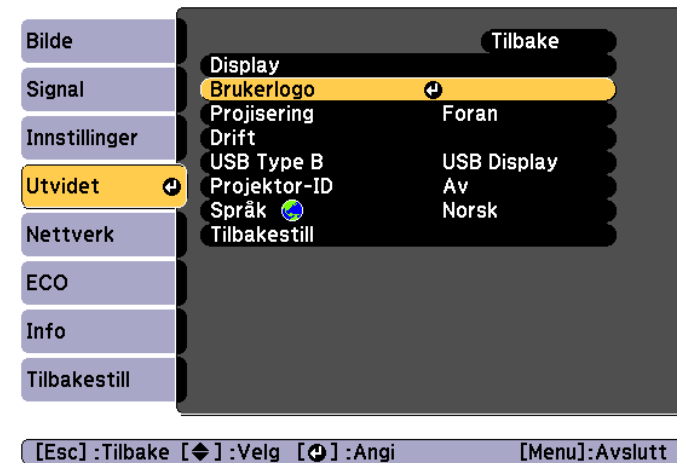 Bilde
Signal
Innstillinger
Utvidet
Nettverk
ECO
Info
Tilbakestill
Tilbake
Display
Brukerlogo
Projisering Foran
Drift
USB Type B USB Display
Projektor-ID Av
Språk Norsk
Tilbakestill
[Esc] :Tilbake [ ] :Velg [ ] :Angi [Menu]:Avslutt